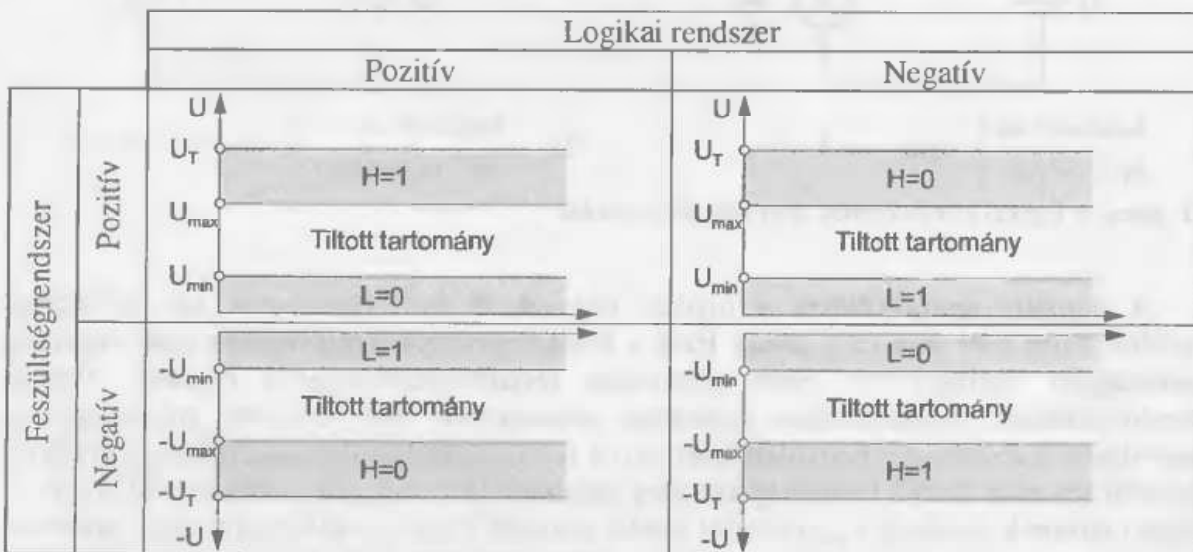 Logikai rendszer
Pozitív
Negatív
Feszültségrendszer
Pozitív
U
U_T
H=1
U_max
Tiltott tartomány
U_min
L=0
U
U_T
H=0
U_max
Tiltott tartomány
U_min
L=1
Negatív
L=1
-U_min
Tiltott tartomány
-U_max
H=0
-U_T
-U
L=0
-U_min
Tiltott tartomány
-U_max
H=1
-U_T
-U